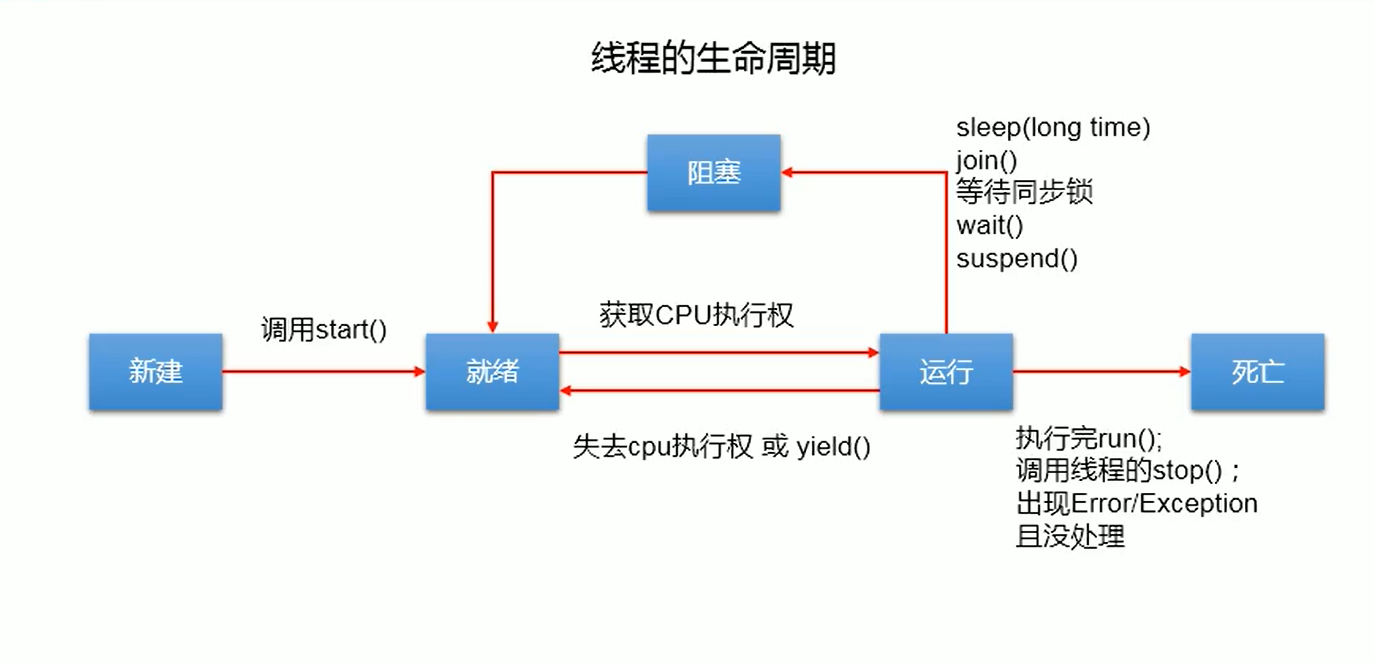 线程的生命周期
sleep(long time)
join()
等待同步锁
wait()
suspend()
阻塞
获取CPU执行权
调用start()
新建
就绪
运行
死亡
失去cpu执行权 或 yield()
执行完run();
调用线程的stop()；
出现Error/Exception
且没处理